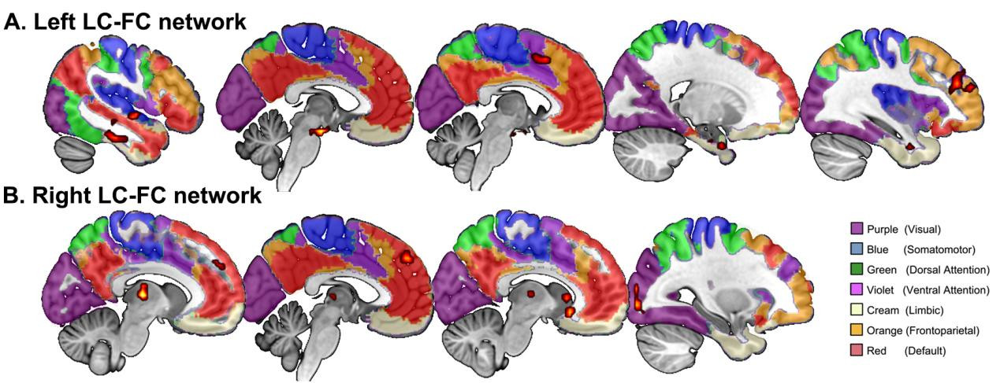 A. Left LC-FC network
B. Right LC-FC network
Purple (Visual)
Blue (Somatomotor)
Green (Dorsal Attention)
Violet (Ventral Attention)
Cream (Limbic)
Orange (Frontoparietal)
Red (Default)